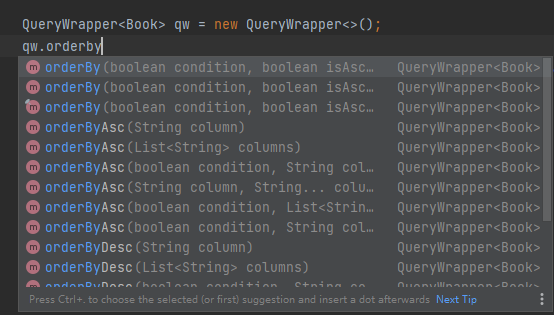 QueryWrapper<Book> qw = new QueryWrapper<>();
qw.orderby
m orderBy(boolean condition, boolean isAsc… QueryWrapper<Book>
m orderBy(boolean condition, boolean isAsc… QueryWrapper<Book>
m orderBy(boolean condition, boolean isAsc… QueryWrapper<Book>
m orderByAsc(String column) QueryWrapper<Book>
m orderByAsc(List<String> columns) QueryWrapper<Book>
m orderByAsc(boolean condition, String col… QueryWrapper<Book>
m orderByAsc(String column, String... colu… QueryWrapper<Book>
m orderByAsc(boolean condition, List<Strin… QueryWrapper<Book>
m orderByAsc(boolean condition, String col… QueryWrapper<Book>
m orderByDesc(String column) QueryWrapper<Book>
m orderByDesc(List<String> columns) QueryWrapper<Book>
m orderByDesc(boolean condition, String co… QueryWrapper<Book>
Press Ctrl+. to choose the selected (or first) suggestion and insert a dot afterwards Next Tip